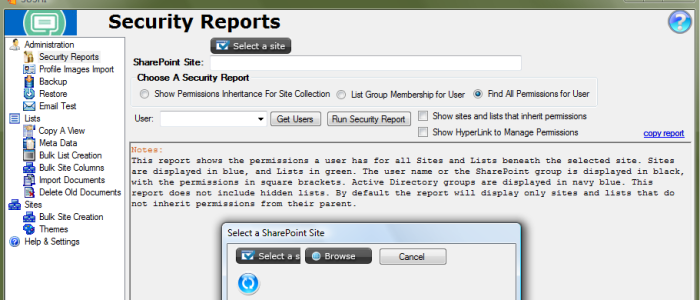 Security Reports
Administration
Security Reports
Profile Images Import
Backup
Restore
Email Test
Lists
Copy A View
Meta Data
Bulk List Creation
Bulk Site Columns
Import Documents
Delete Old Documents
Sites
Bulk Site Creation
Themes
Help & Settings
Select a site
SharePoint Site:
Choose A Security Report
Show Permissions Inheritance For Site Collection
List Group Membership for User
Find All Permissions for User
User:
Get Users
Run Security Report
Show sites and lists that inherit permissions
Show HyperLink to Manage Permissions
copy report
Notes:
This report shows the permissions a user has for all Sites and Lists beneath the selected site. Sites
are displayed in blue, and Lists in green. The user name or the SharePoint group is displayed in black,
with the permissions in square brackets. Active Directory groups are displayed in navy blue. This
report does not include hidden lists. By default the report will display only sites and lists that do
not inherit permissions from their parent.
Select a SharePoint Site
Select a s
Browse
Cancel